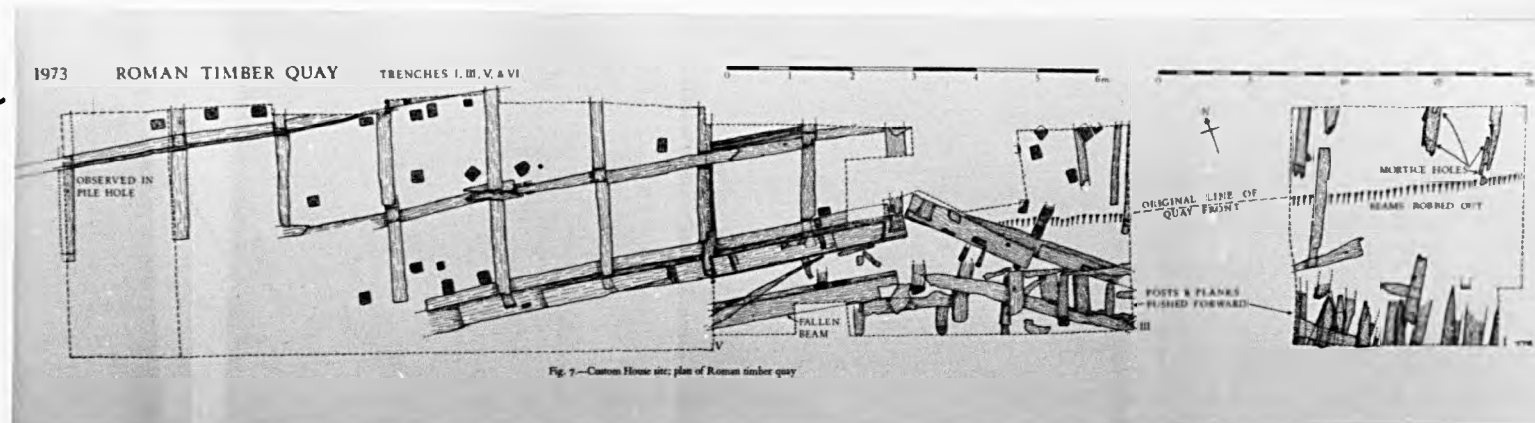 1973 ROMAN TIMBER QUAY TRENCHES I, III, V, & VI
0 1 2 3 4 5 6m
0
N
OBSERVED IN
PILE HOLE
MORTICE HOLES
ORIGINAL LINE OF
QUAY FRONT
BEAMS ROBBED OUT
POSTS & PLANKS
PUSHED FORWARD
FALLEN
BEAM
III
V
Fig. 7.—Custom House site; plan of Roman timber quay